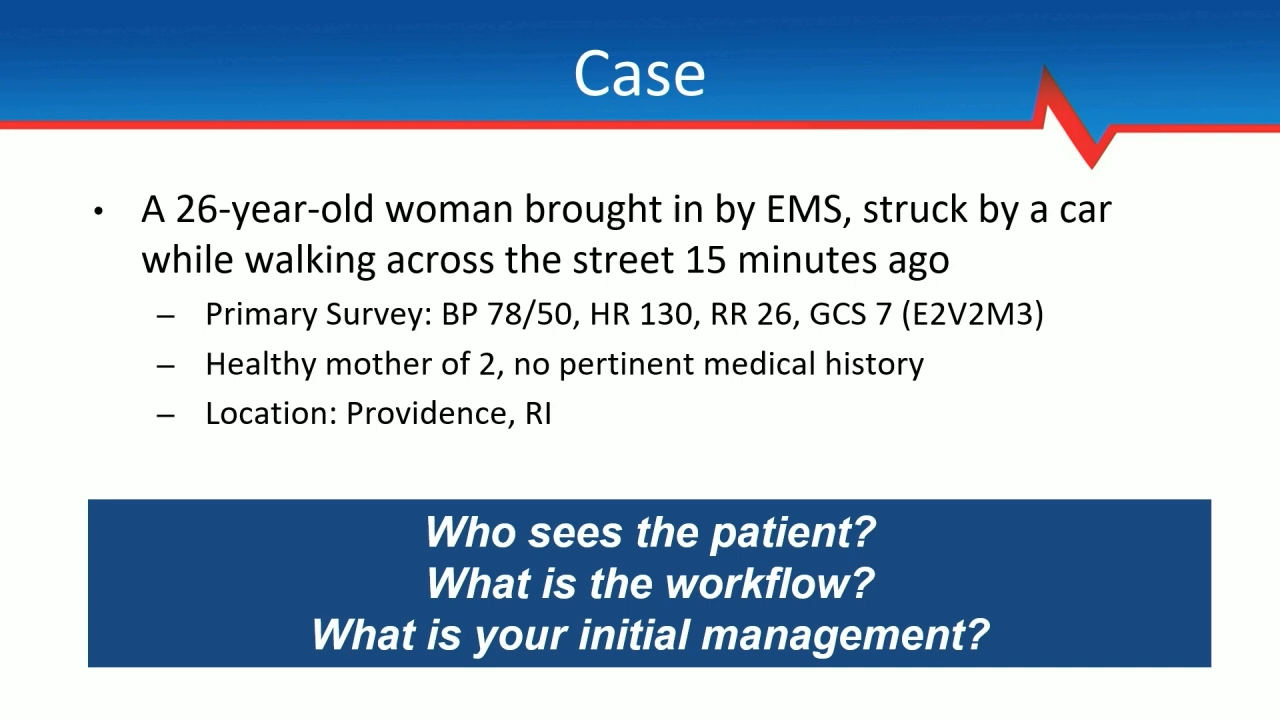 Case
• A 26-year-old woman brought in by EMS, struck by a car
while walking across the street 15 minutes ago
– Primary Survey: BP 78/50, HR 130, RR 26, GCS 7 (E2V2M3)
– Healthy mother of 2, no pertinent medical history
– Location: Providence, RI
Who sees the patient?
What is the workflow?
What is your initial management?